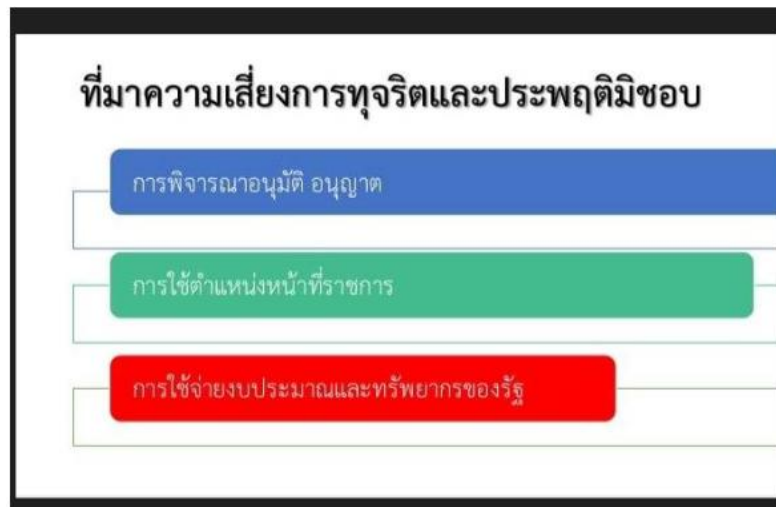 ที่มาความเสี่ยงการทุจริตและประพฤติมิชอบ
การพิจารณาอนุมัติ อนุญาต
การใช้ตำแหน่งหน้าที่ราชการ
การใช้จ่ายงบประมาณและทรัพยากรของรัฐ